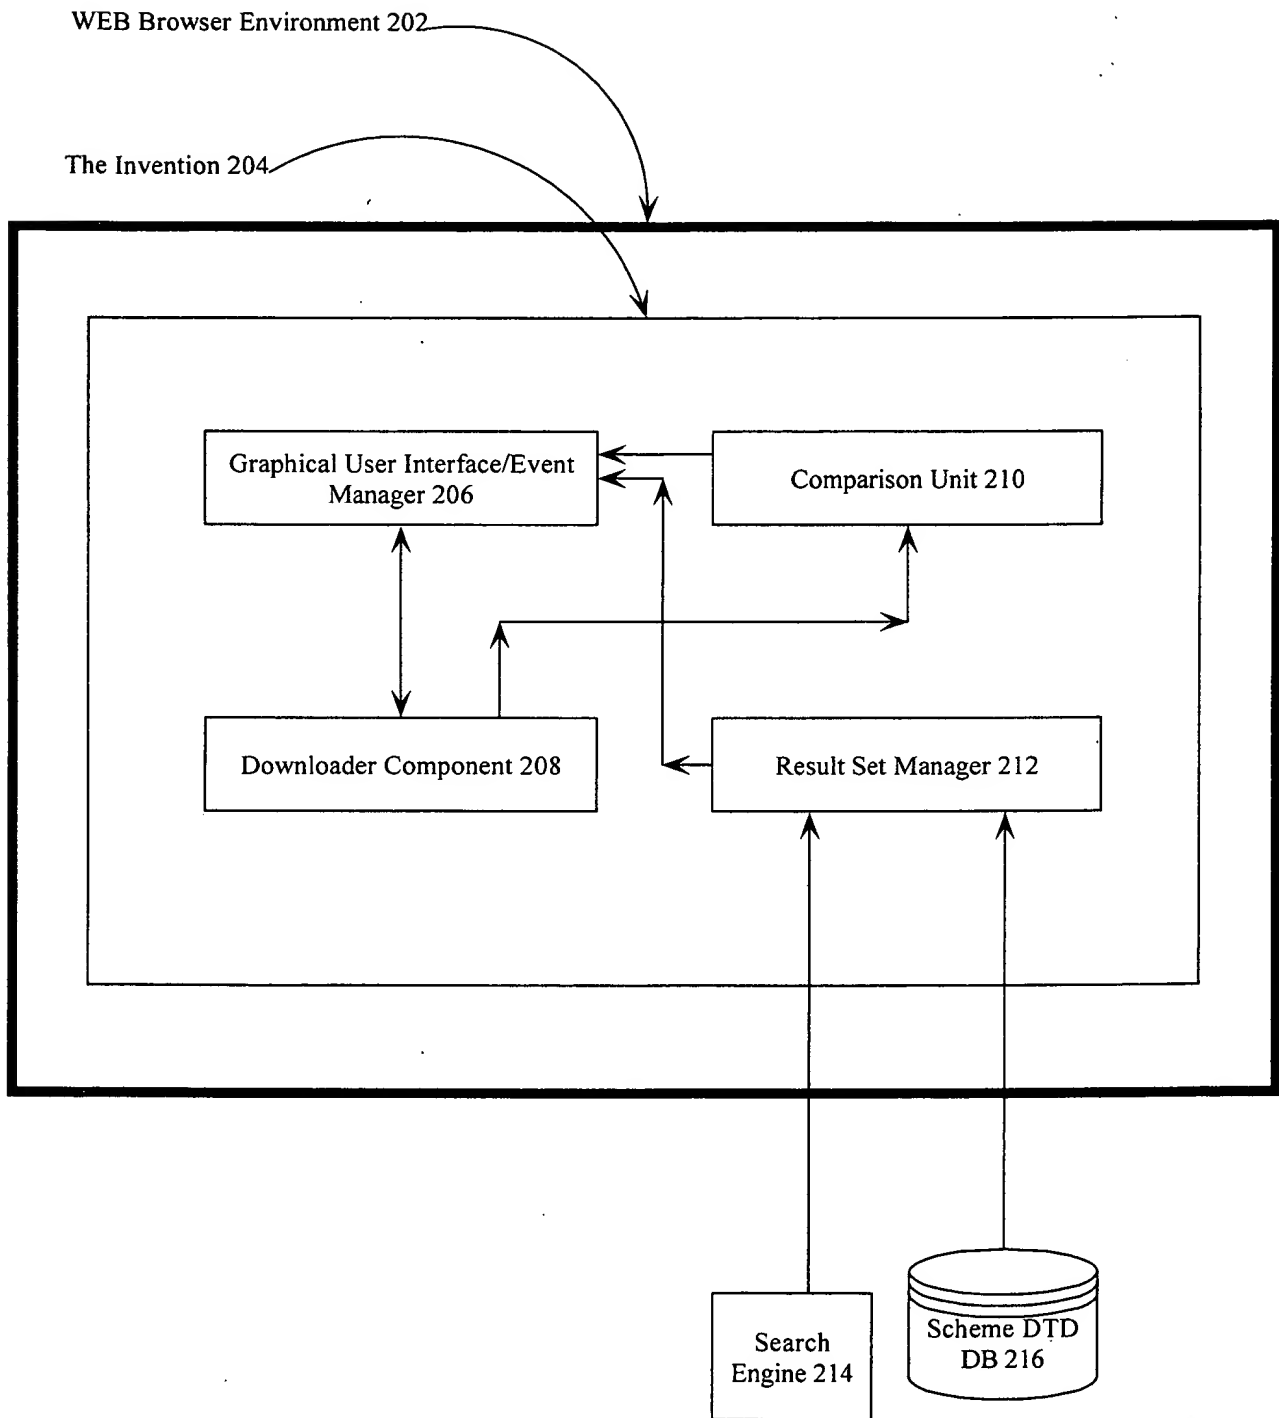 WEB Browser Environment 202
The Invention 204
Graphical User Interface/Event
Manager 206
Comparison Unit 210
Downloader Component 208
Result Set Manager 212
Search
Engine 214
Scheme DTD
DB 216